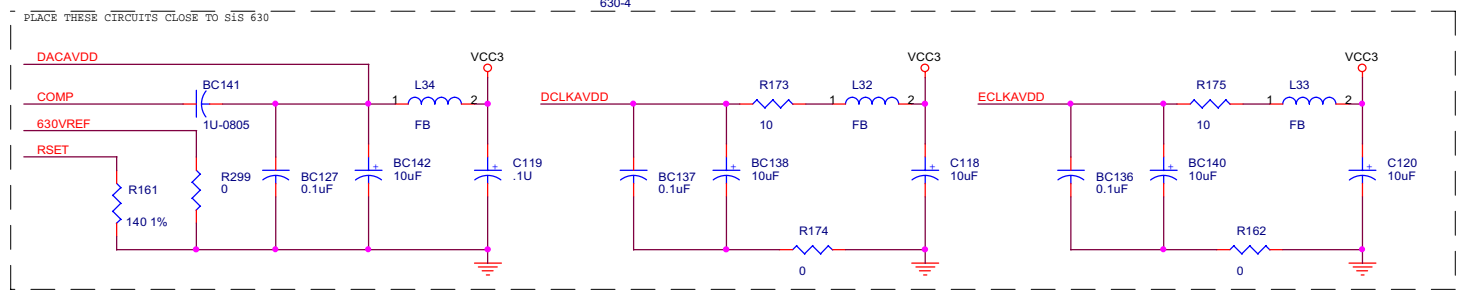 630-4
PLACE THESE CIRCUITS CLOSE TO SiS 630
DACAVDD
COMP
630VREF
RSET
BC141
1U-0805
L34
1
2
FB
VCC3
R161
140 1%
R299
0
BC127
0.1uF
BC142
10uF
C119
.1U
DCLKAVDD
R173
10
L32
1
2
FB
VCC3
BC137
0.1uF
BC138
10uF
C118
10uF
R174
0
ECLKAVDD
R175
10
L33
1
2
FB
VCC3
BC136
0.1uF
BC140
10uF
C120
10uF
R162
0